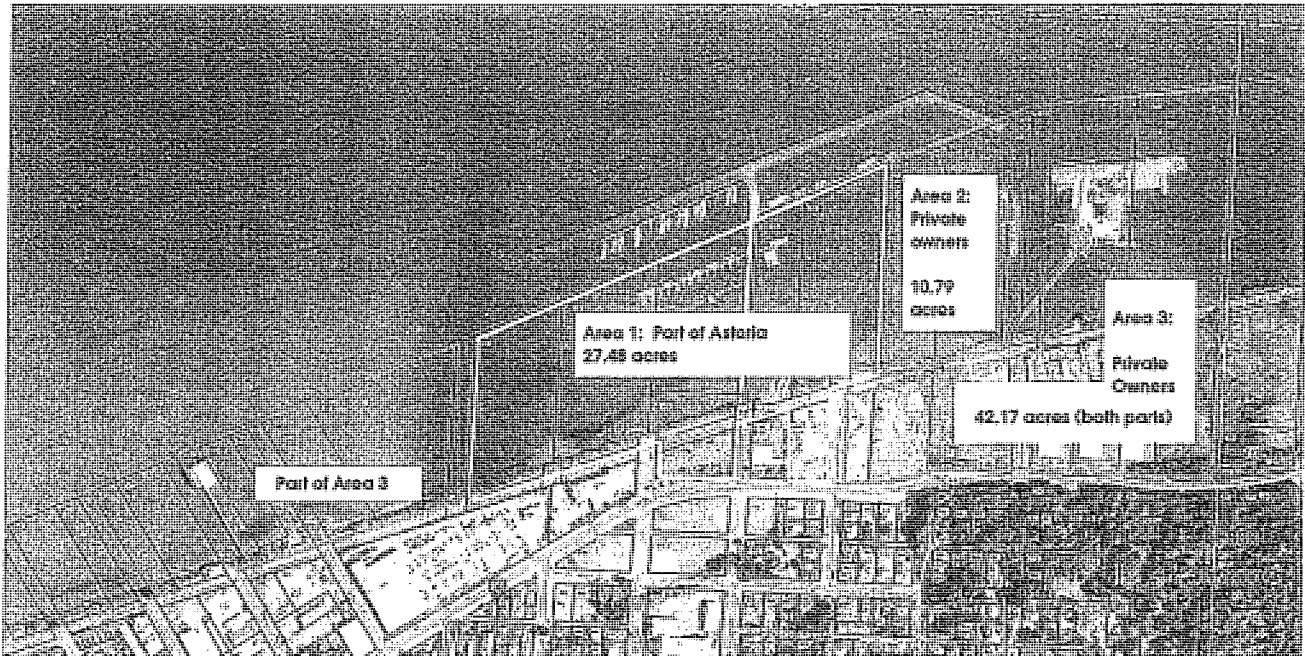 Area 2:
Private
owners
10.79
acres
Area 1: Part of Astoria
27.48 acres
Area 3:
Private
Owners
42.17 acres (both parts)
Part of Area 3